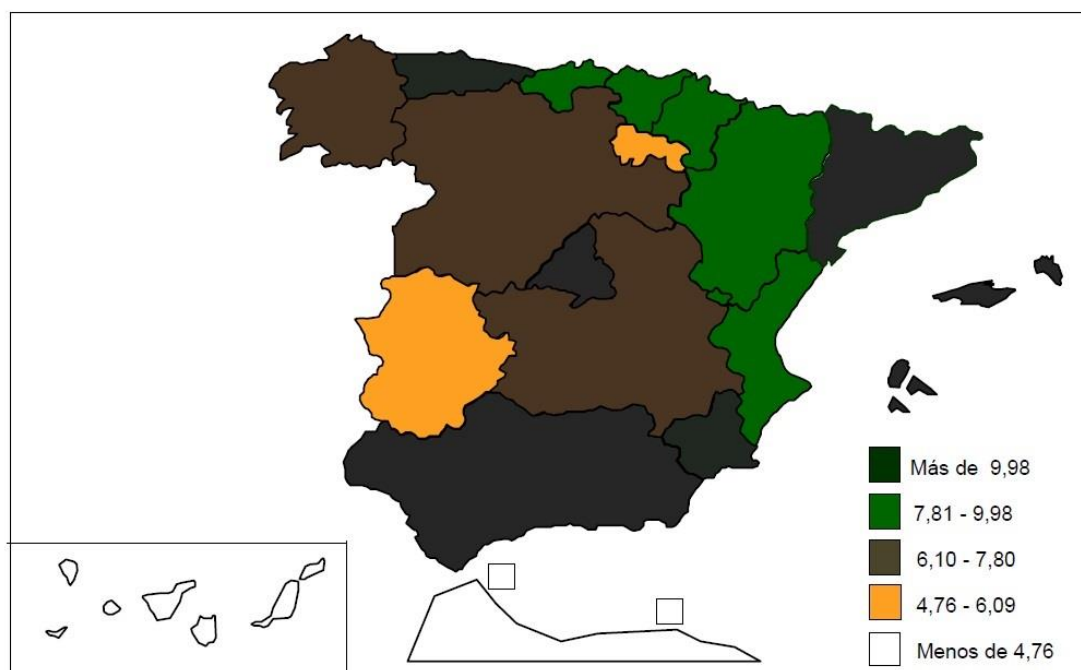 Más de 9,98
7,81 - 9,98
6,10 - 7,80
4,76 - 6,09
Menos de 4,76